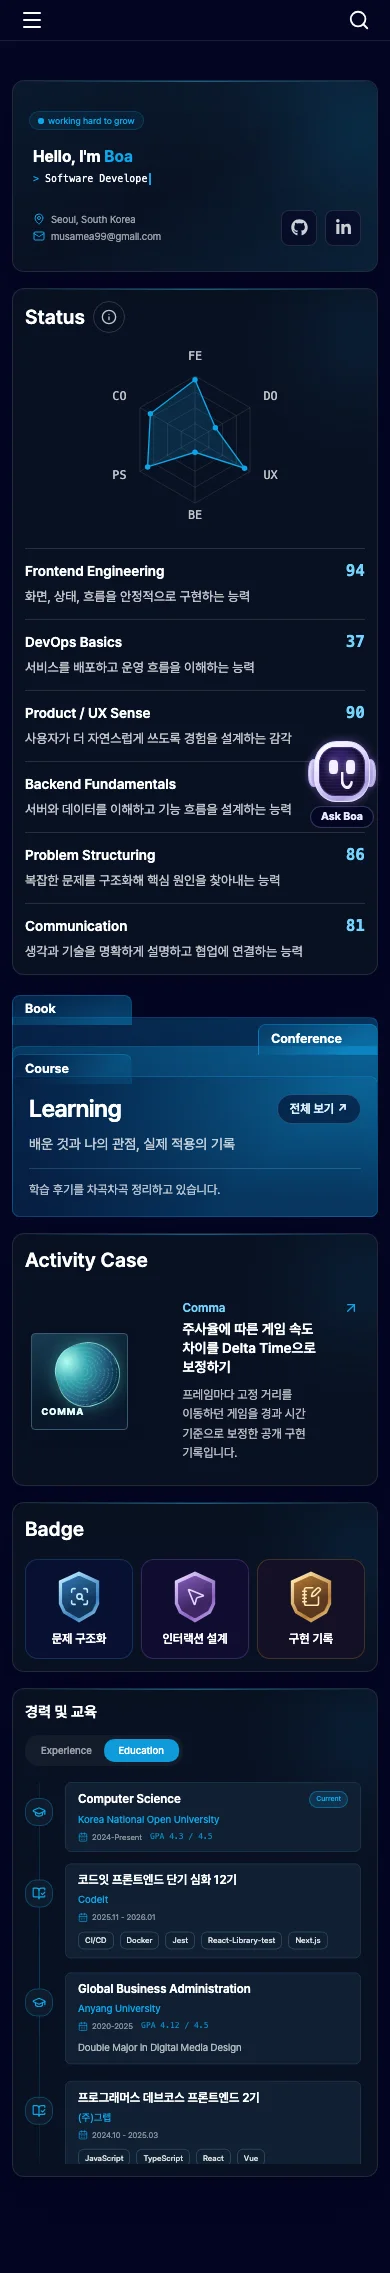 working hard to grow
Hello, I'm Boa
> Software Develope
Seoul, South Korea
musamea99@gmail.com
Status
FE
CO
DO
PS
UX
BE
Frontend Engineering 94
화면, 상태, 흐름을 안정적으로 구현하는 능력
DevOps Basics 37
서비스를 배포하고 운영 흐름을 이해하는 능력
Product / UX Sense 90
사용자가 더 자연스럽게 쓰도록 경험을 설계하는 감각
Backend Fundamentals
서버와 데이터를 이해하고 기능 흐름을 설계하는 능력
Ask Boa
Problem Structuring 86
복잡한 문제를 구조화해 핵심 원인을 찾아내는 능력
Communication 81
생각과 기술을 명확하게 설명하고 협업에 연결하는 능력
Book
Conference
Course
Learning
전체 보기
배운 것과 나의 관점, 실제 적용의 기록
학습 후기를 차곡차곡 정리하고 있습니다.
Activity Case
COMMA
Comma
주사율에 따른 게임 속도
차이를 Delta Time으로
보정하기
프레임마다 고정 거리를
이동하던 게임을 경과 시간
기준으로 보정한 공개 구현
기록입니다.
Badge
문제 구조화
인터랙션 설계
구현 기록
경력 및 교육
Experience
Education
Computer Science
Current
Korea National Open University
2024-Present GPA 4.3 / 4.5
코드잇 프론트엔드 단기 심화 12기
Codeit
2025.11 - 2026.01
CI/CD Docker Jest React-Library-test Next.js
Global Business Administration
Anyang University
2020-2025 GPA 4.12 / 4.5
Double Major in Digital Media Design
프로그래머스 데브코스 프론트엔드 2기
(주)그렙
2024.10 - 2025.03
JavaScript TypeScript React Vue